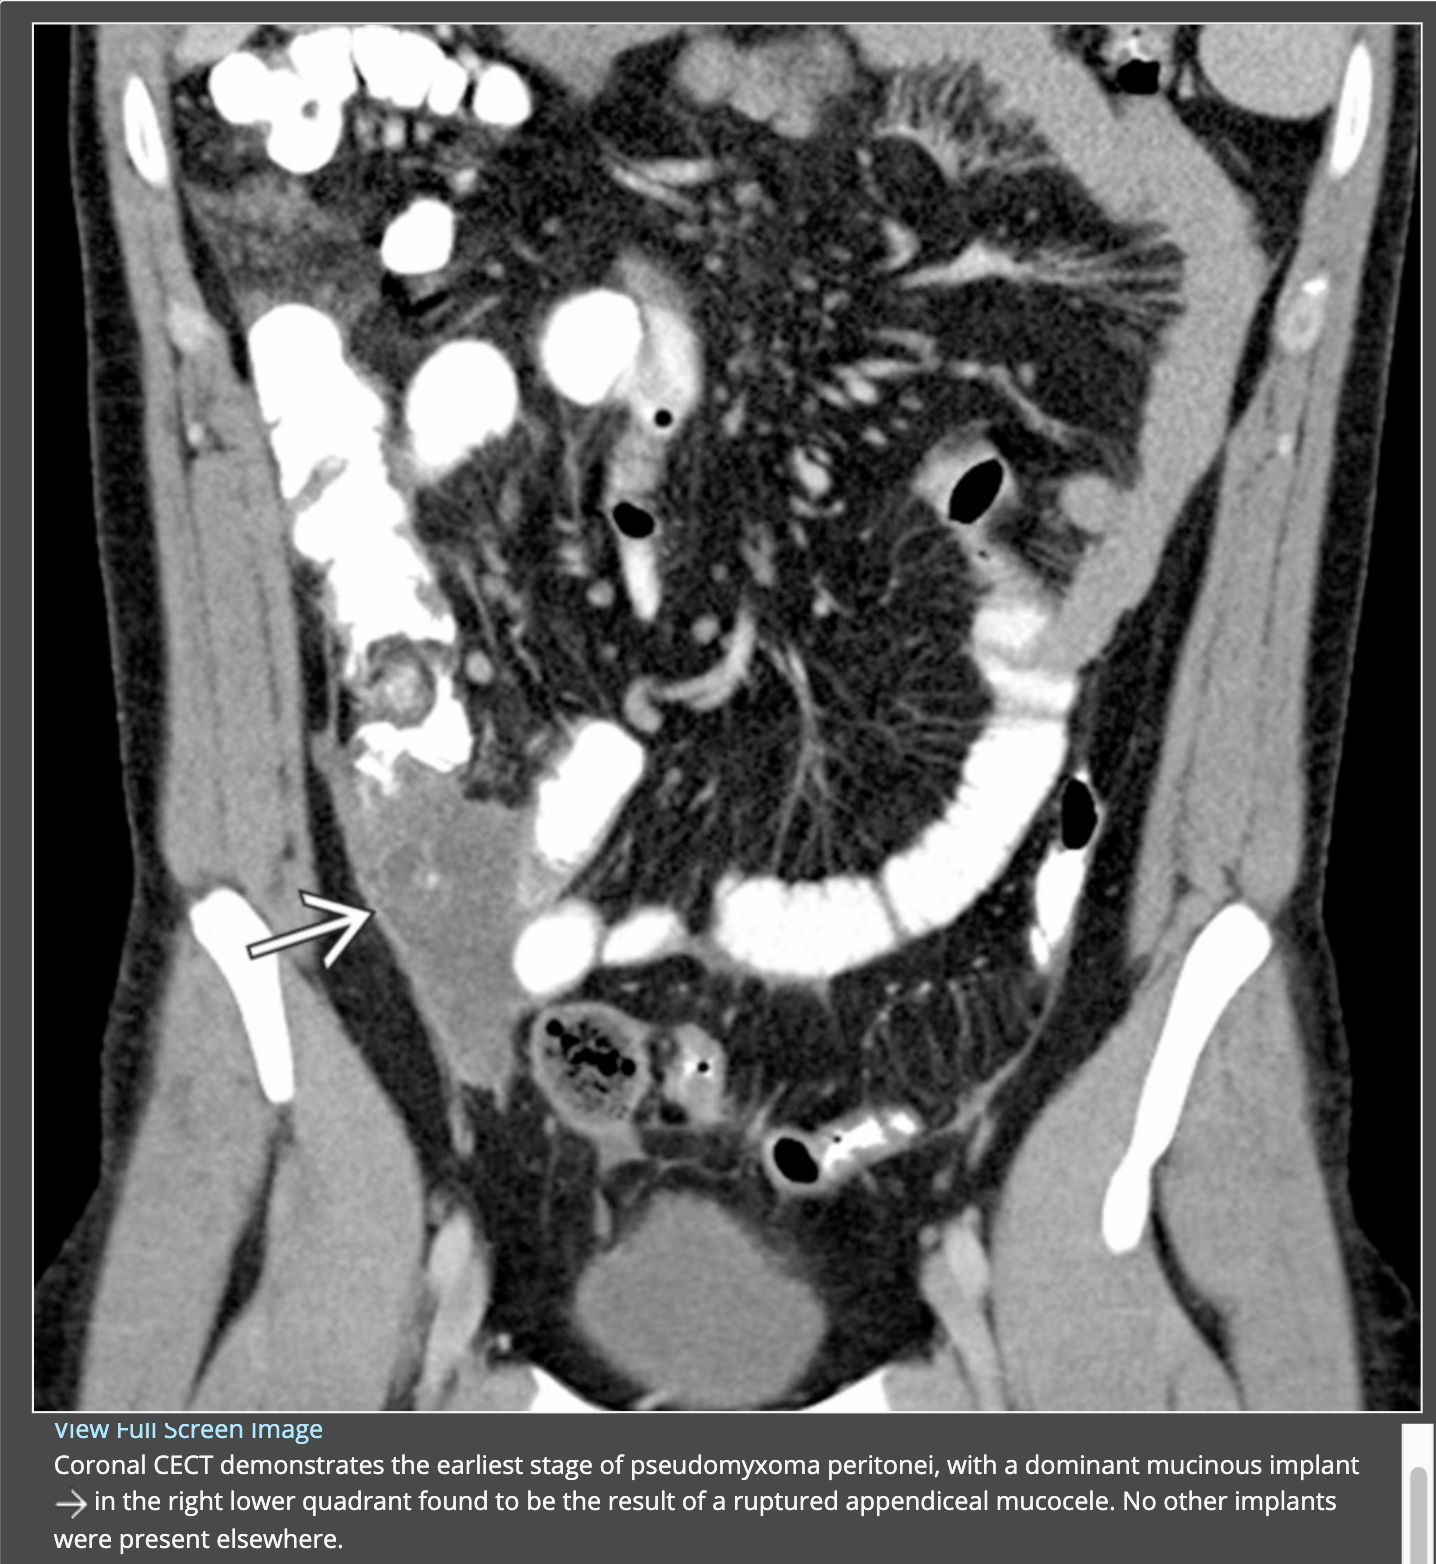 View Full Screen Image
Coronal CECT demonstrates the earliest stage of pseudomyxoma peritonei, with a dominant mucinous implant
in the right lower quadrant found to be the result of a ruptured appendiceal mucocele. No other implants
were present elsewhere.